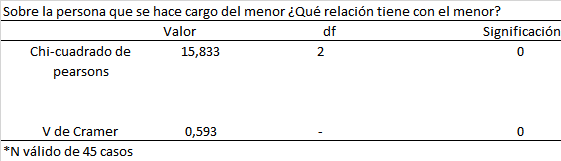 Sobre la persona que se hace cargo del menor ¿Qué relación tiene con el menor?
Valor df Significación
Chi-cuadrado de 15,833 2 0
pearsons
V de Cramer 0,593 - 0
*N válido de 45 casos